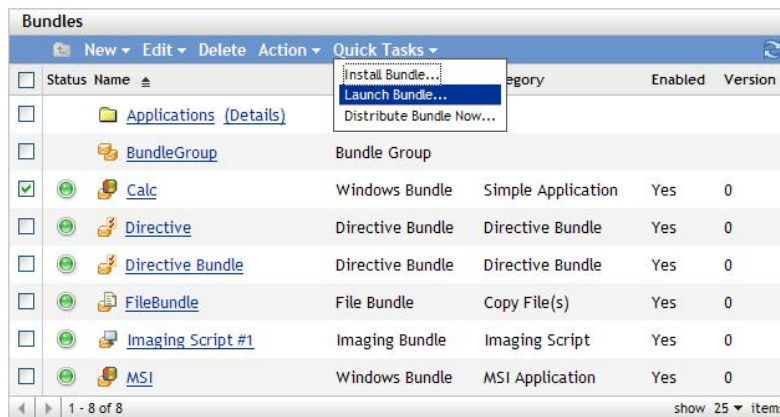 Bundles
New Edit Delete Action Quick Tasks
Status Name egory Enabled Version
Install Bundle...
Launch Bundle...
Distribute Bundle Now...
Applications (Details)
BundleGroup Bundle Group
Calc Windows Bundle Simple Application Yes 0
Directive Directive Bundle Directive Bundle Yes 0
Directive Bundle Directive Bundle Directive Bundle Yes 0
FileBundle File Bundle Copy File(s) Yes 0
Imaging Script #1 Imaging Bundle Imaging Script Yes 0
MSI Windows Bundle MSI Application Yes 0
1 - 8 of 8 show 25 items